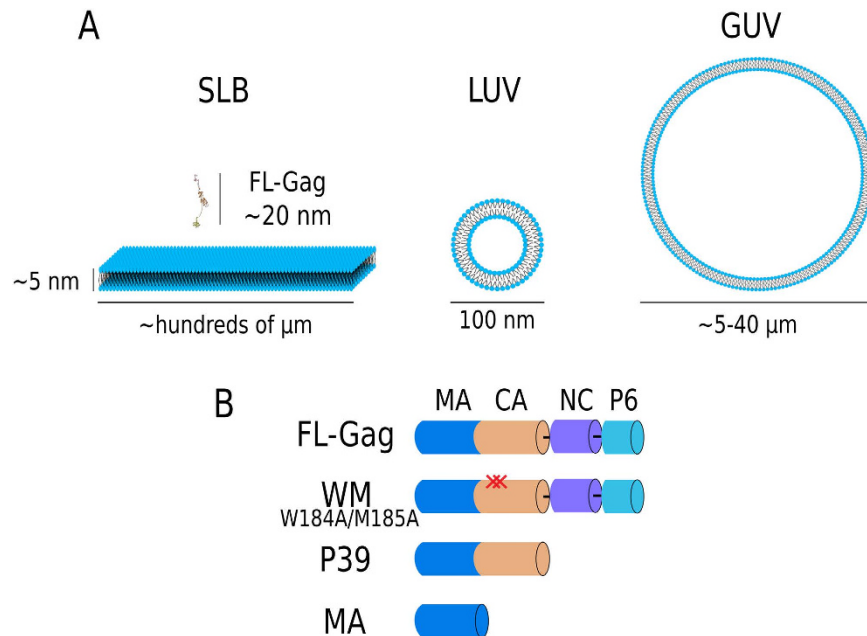 A
SLB
LUV
GUV
FL-Gag
~20 nm
~5 nm
~hundreds of μm
100 nm
~5-40 μm
B
MA CA NC P6
FL-Gag
WM
W184A/M185A
P39
MA